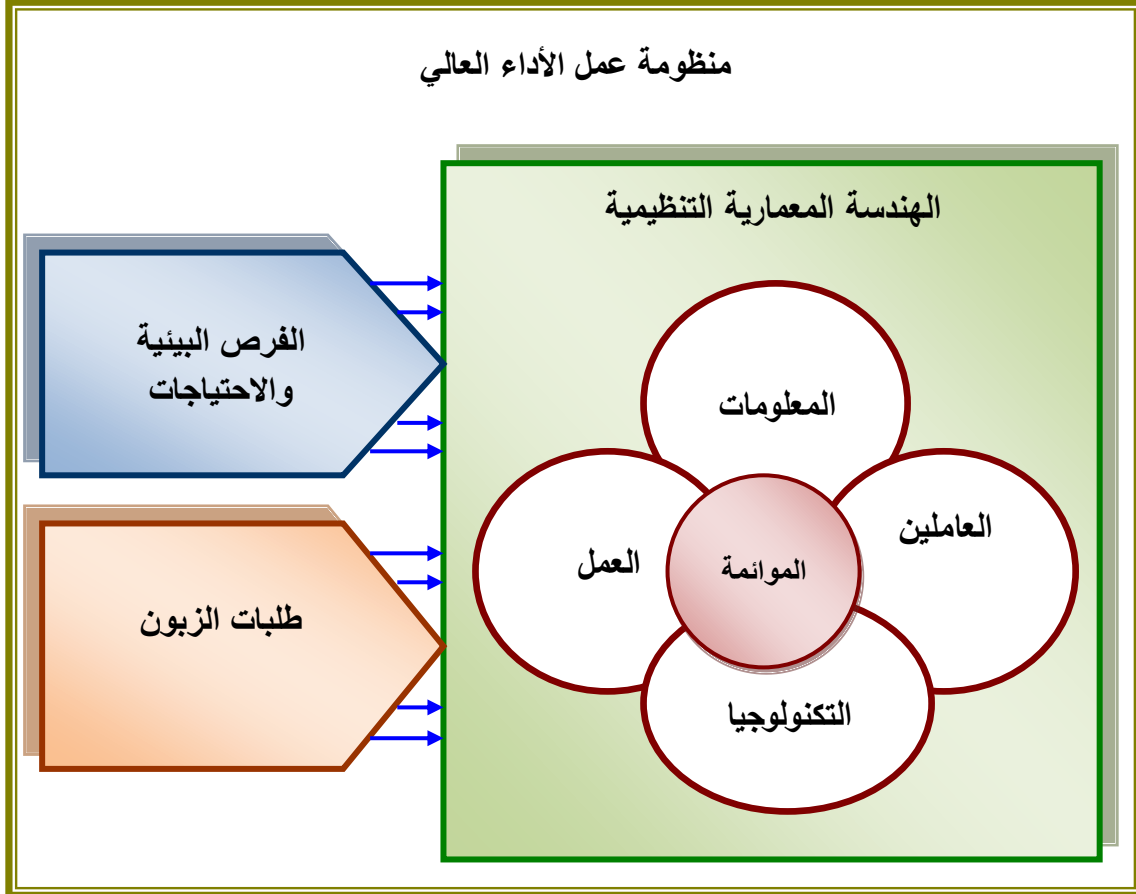 منظومة عمل الأداء العالي
الهندسة المعمارية التنظيمية
الفرص البيئية
والاحتياجات
المعلومات
العاملين
الموائمة
العمل
طلبات الزبون
التكنولوجيا